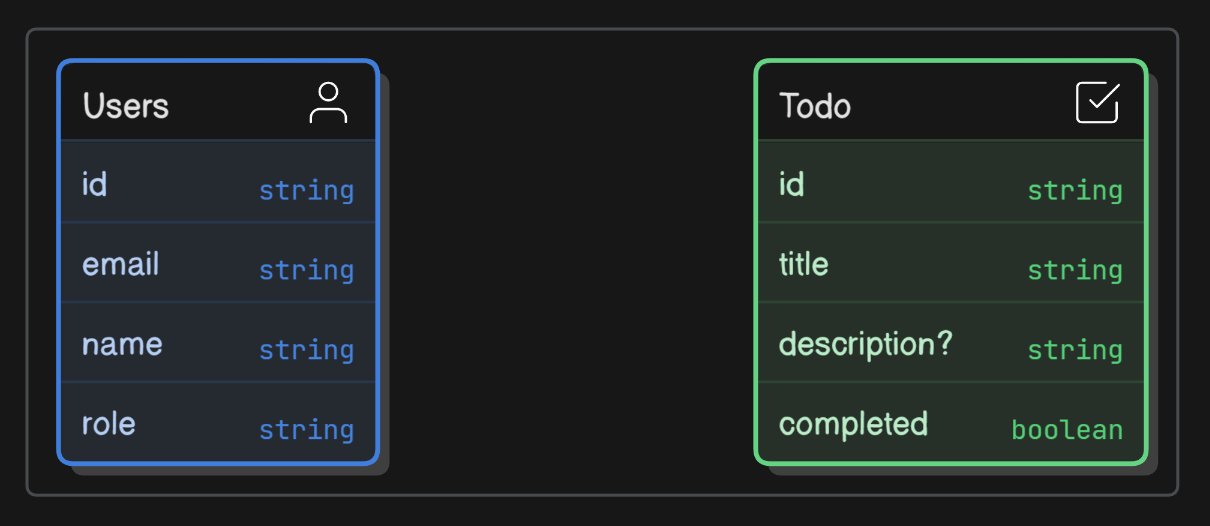 Users
id string
email string
name string
role string
Todo
id string
title string
description? string
completed boolean